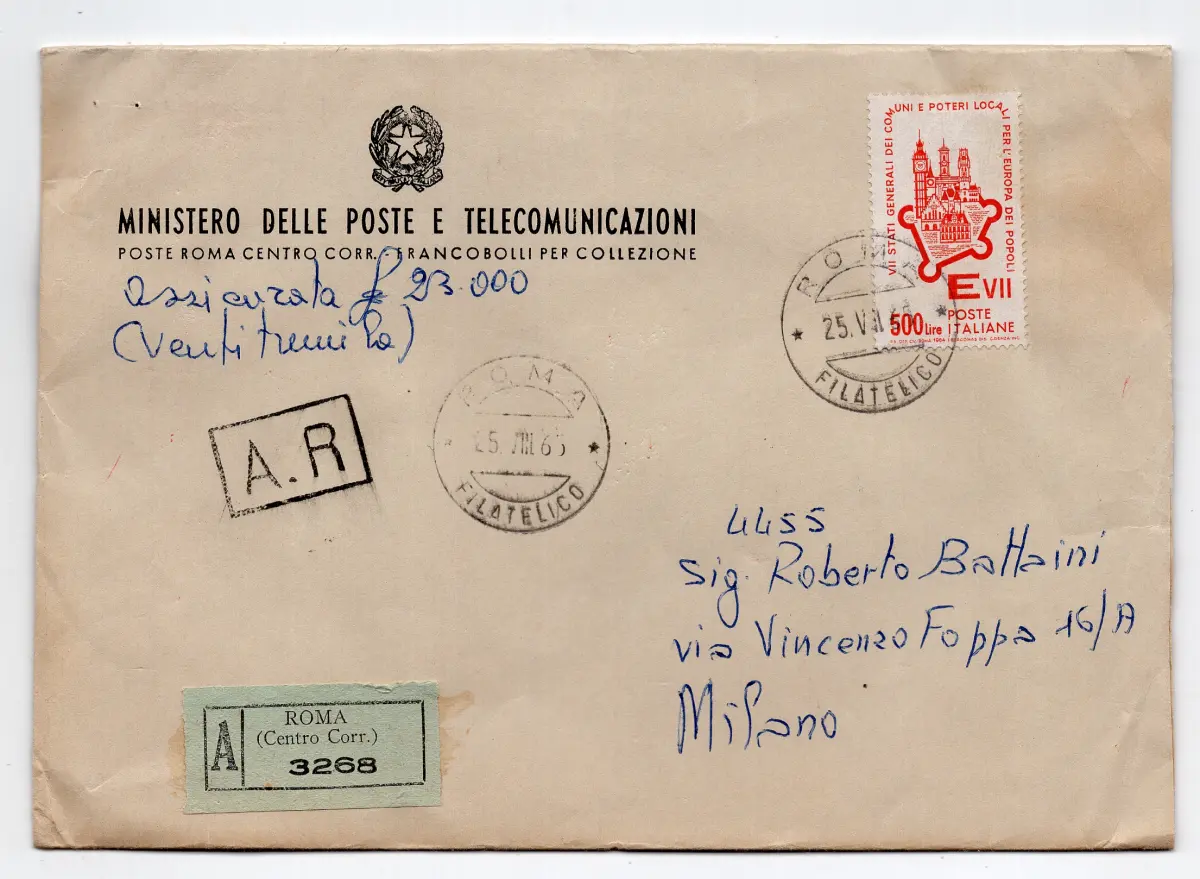 MINISTERO DELLE POSTE E TELECOMUNICAZIONI
POSTE ROMA CENTRO CORR. - FRANCOBOLLI PER COLLEZIONE
assicurata £ 23.000
(Ventitremila)
VII STATI GENERALI DEI COMUNI E POTERI LOCALI PER L'EUROPA DEI POPOLI
E VII
500 Lire
POSTE
ITALIANE
ROMA
25.VIII
FILATELICO
A.R
ROMA
25.VIII.65
FILATELICO
4455
Sig. Roberto Battaini
via Vincenzo Foppa 16/A
Milano
A
ROMA
(Centro Corr.)
3268